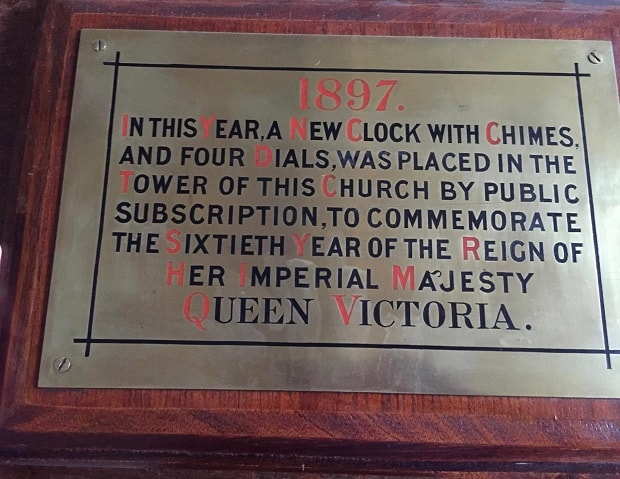 1897.
IN THIS YEAR, A NEW CLOCK WITH CHIMES,
AND FOUR DIALS, WAS PLACED IN THE
TOWER OF THIS CHURCH BY PUBLIC
SUBSCRIPTION, TO COMMEMORATE
THE SIXTIETH YEAR OF THE REIGN OF
HER IMPERIAL MAJESTY
QUEEN VICTORIA.